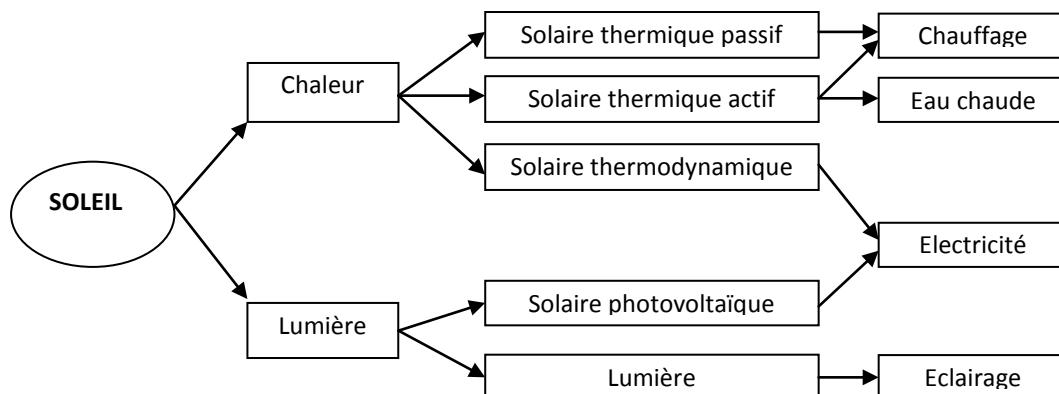 Solaire thermique passif
Chauffage
Chaleur
Solaire thermique actif
Eau chaude
Solaire thermodynamique
SOLEIL
Electricité
Solaire photovoltaïque
Lumière
Lumière
Eclairage